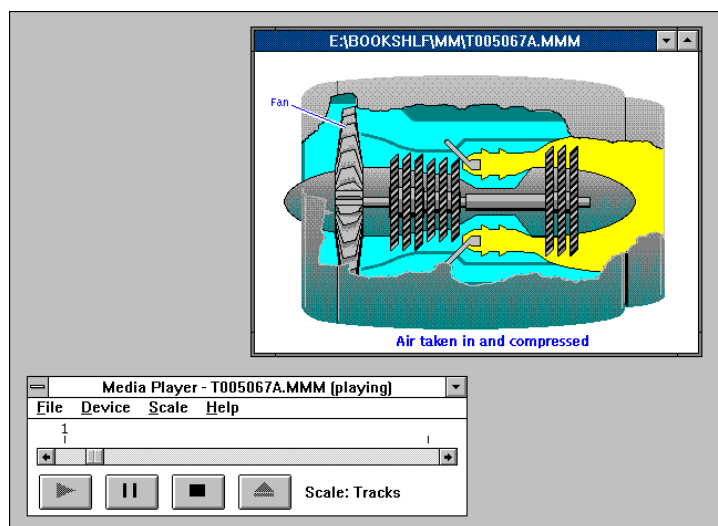 E:\BOOKSHLF\MM\T005067A.MMM
Fan
Air taken in and compressed
Media Player - T005067A.MMM (playing)
File Device Scale Help
1
Scale: Tracks